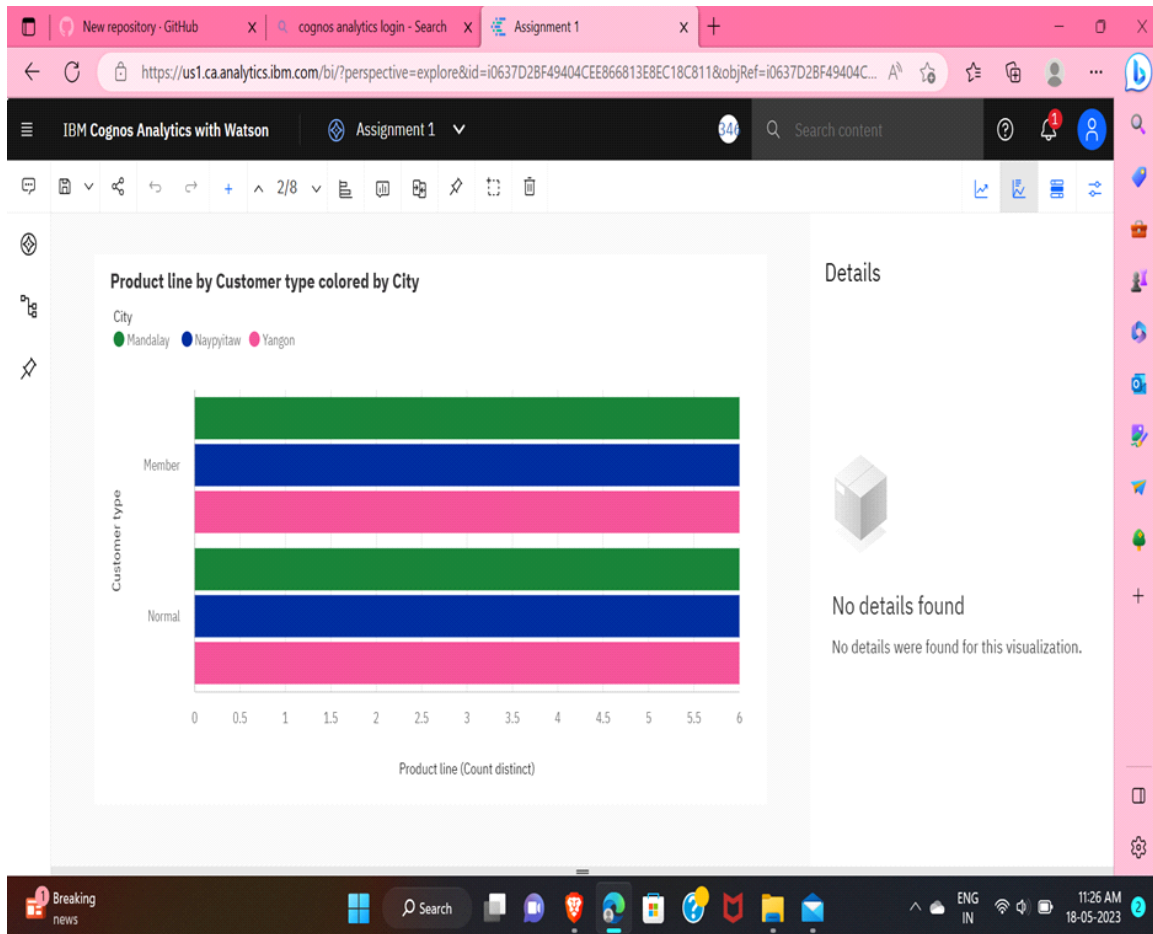 New repository · GitHub
cognos analytics login - Search
Assignment 1
https://us1.ca.analytics.ibm.com/bi/?perspective=explore&id=i0637D2BF49404CEE866813E8EC18C811&objRef=i0637D2BF49404C...
IBM Cognos Analytics with Watson
Assignment 1
346
Search content
1
2/8
Product line by Customer type colored by City
City
Mandalay Naypyitaw Yangon
Member
Customer type
Normal
0 0.5 1 1.5 2 2.5 3 3.5 4 4.5 5 5.5 6
Product line (Count distinct)
Details
No details found
No details were found for this visualization.
1
Breaking
news
Search
ENG
IN
11:26 AM
18-05-2023
2